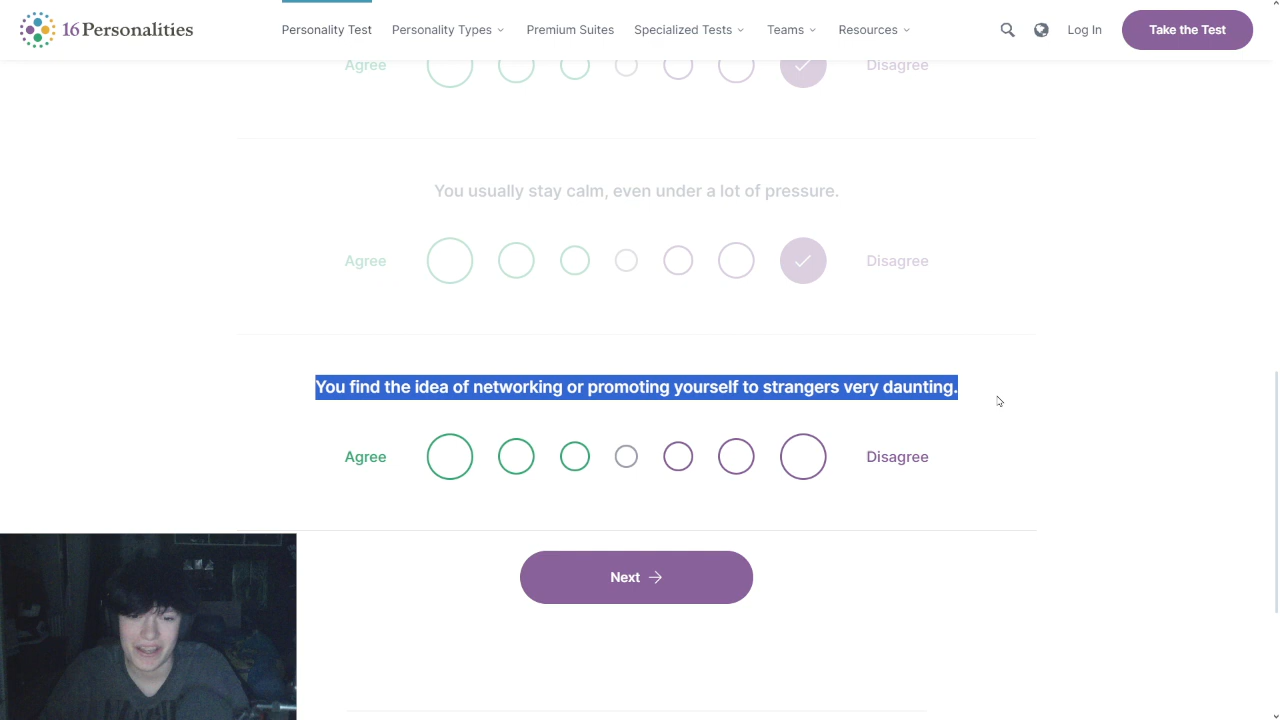 16Personalities
Personality Test
Personality Types
Premium Suites
Specialized Tests
Teams
Resources
Log In
Take the Test
Agree
Disagree
You usually stay calm, even under a lot of pressure.
Agree
Disagree
You find the idea of networking or promoting yourself to strangers very daunting.
Agree
Disagree
Next